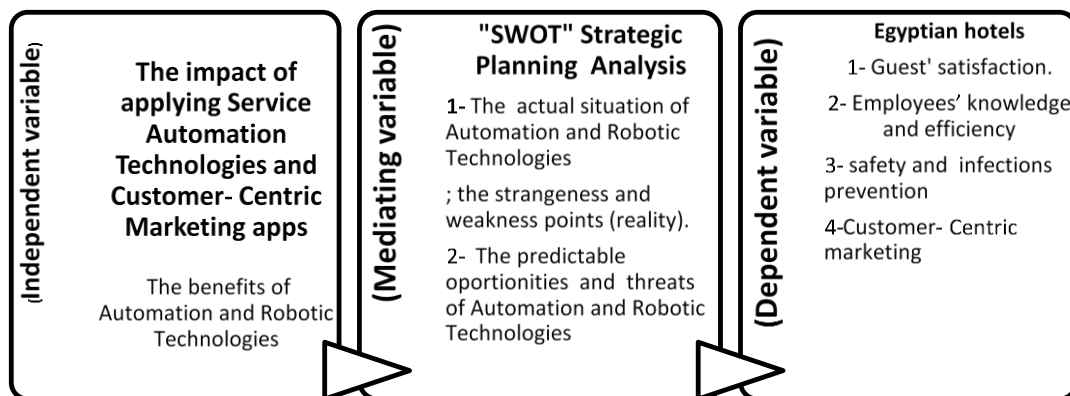 (Independent variable)
The impact of
applying Service
Automation
Technologies and
Customer- Centric
Marketing apps
The benefits of
Automation and Robotic
Technologies
(Mediating variable)
"SWOT" Strategic
Planning Analysis
1- The actual situation of
Automation and Robotic
Technologies
; the strangeness and
weakness points (reality).
2- The predictable
oportionities and threats
of Automation and Robotic
Technologies
(Dependent variable)
Egyptian hotels
1- Guest' satisfaction.
2- Employees’ knowledge
and efficiency
3- safety and infections
prevention
4-Customer- Centric
marketing